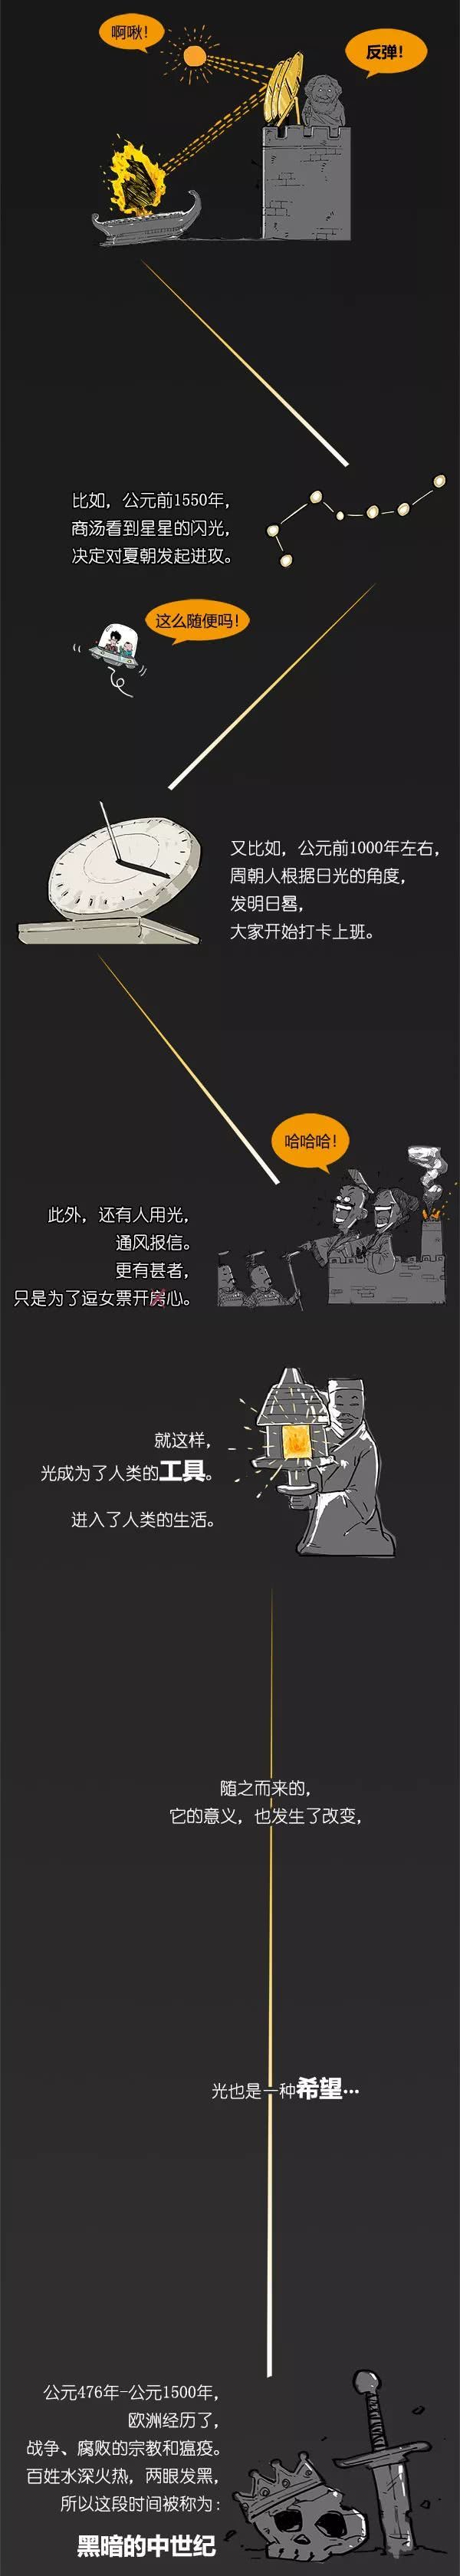 啊啾！
反弹！
比如，公元前1550年，
商汤看到星星的闪光，
决定对夏朝发起进攻。
这么随便吗！
又比如，公元前1000年左右，
周朝人根据日光的角度，
发明日晷，
大家开始打卡上班。
哈哈哈！
此外，还有人用光，
通风报信。
更有甚者，
只是为了逗女票开心。
就这样，
光成为了人类的工具。
进入了人类的生活。
随之而来的，
它的意义，也发生了改变，
光也是一种希望…
公元476年-公元1500年，
欧洲经历了，
战争、腐败的宗教和瘟疫。
百姓水深火热，两眼发黑，
所以这段时间被称为：
黑暗的中世纪